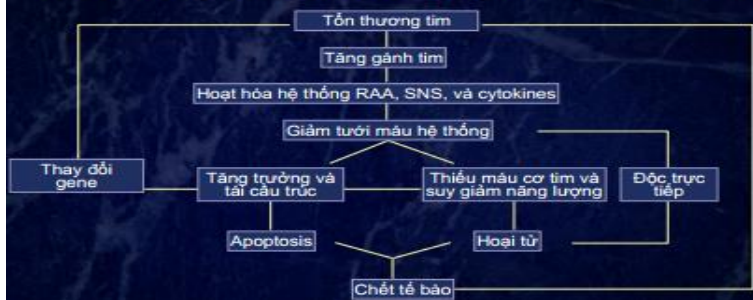 Tổn thương tim
Tăng gánh tim
Hoạt hóa hệ thống RAA, SNS, và cytokines
Giảm tưới máu hệ thống
Thay đổi
gene
Tăng trưởng và
tái cấu trúc
Thiếu máu cơ tim và
suy giảm năng lượng
Độc trực
tiếp
Apoptosis
Hoại tử
Chết tế bào